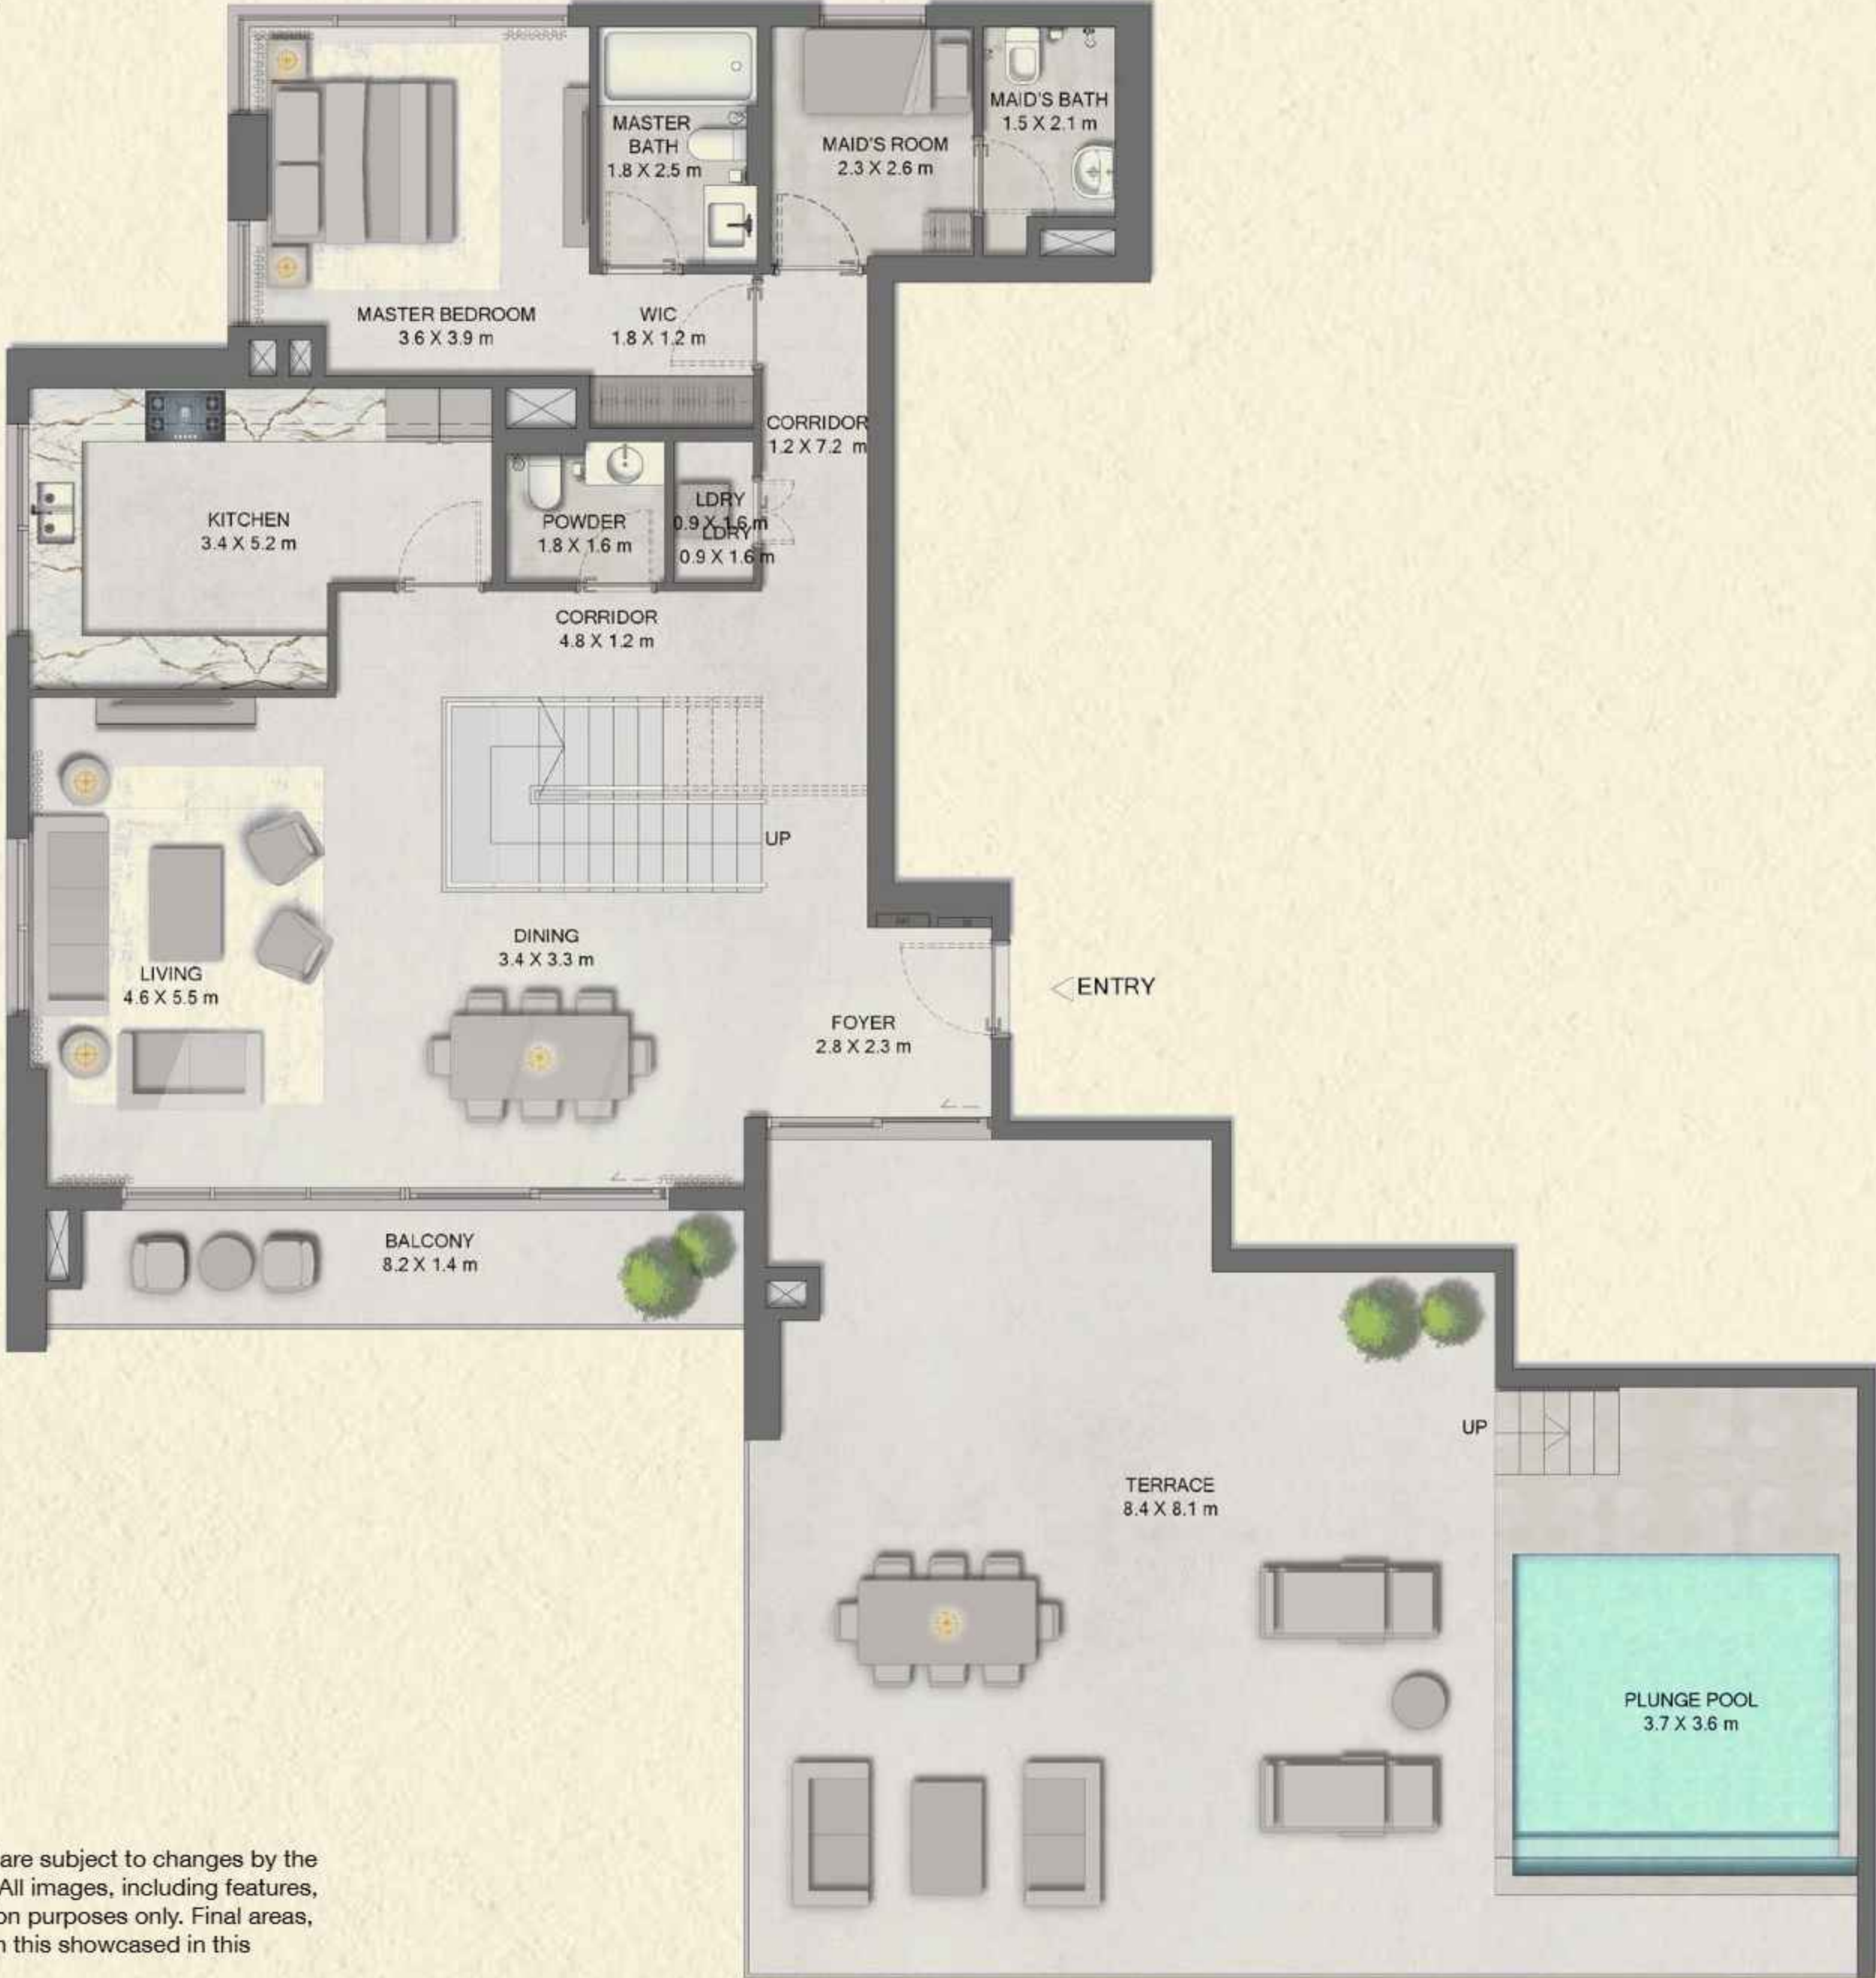 MASTER
BATH
1.8 X 2.5 m
MAID'S ROOM
2.3 X 2.6 m
MAID'S BATH
1.5 X 2.1 m
MASTER BEDROOM
3.6 X 3.9 m
WIC
1.8 X 1.2 m
CORRIDOR
1.2 X 7.2 m
KITCHEN
3.4 X 5.2 m
POWDER
1.8 X 1.6 m
LDRY
0.9 X 1.6 m
LDRY
0.9 X 1.6 m
CORRIDOR
4.8 X 1.2 m
UP
DINING
3.4 X 3.3 m
LIVING
4.6 X 5.5 m
ENTRY
FOYER
2.8 X 2.3 m
BALCONY
8.2 X 1.4 m
UP
TERRACE
8.4 X 8.1 m
PLUNGE POOL
3.7 X 3.6 m
are subject to changes by the
All images, including features,
on purposes only. Final areas,
this showcased in this